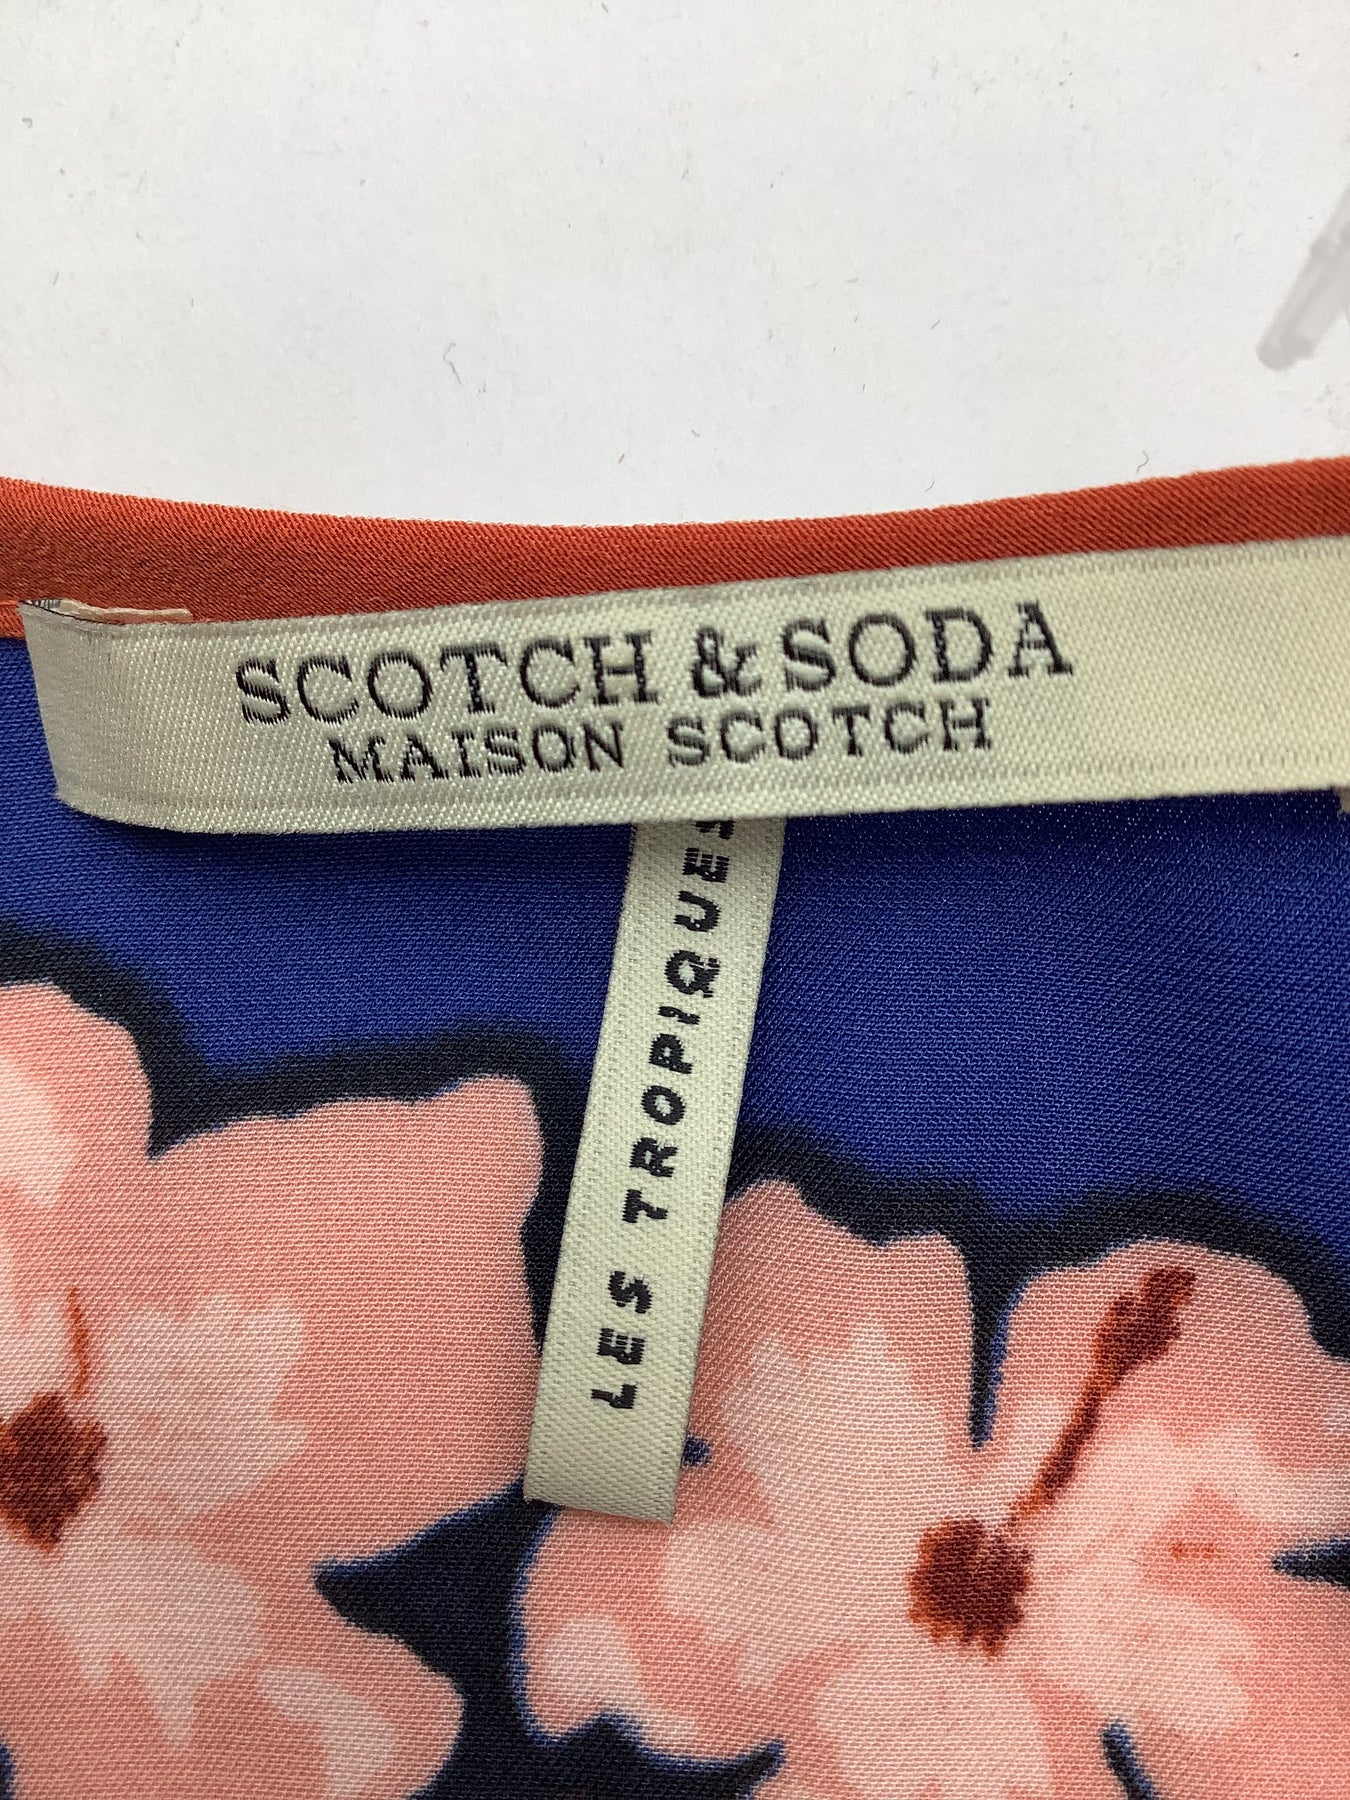 SCOTCH & SODA
MAISON SCOTCH
LES TROPIQUES